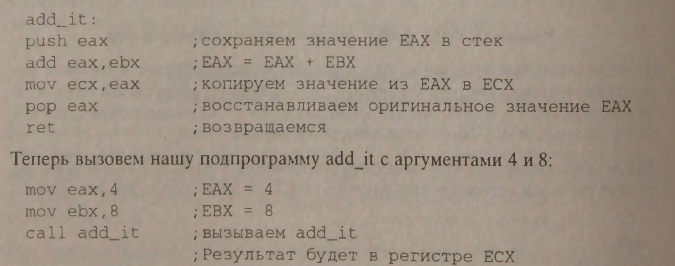 add_it:
push eax ;сохраняем значение EAX в стек
add eax,ebx ;EAX = EAX + EBX
mov ecx,eax ;копируем значение из EAX в ECX
pop eax ;восстанавливаем оригинальное значение EAX
ret ;возвращаемся
Теперь вызовем нашу подпрограмму add_it с аргументами 4 и 8:
mov eax,4 ;EAX = 4
mov ebx,8 ;EBX = 8
call add_it ;вызываем add_it
;Результат будет в регистре ECX